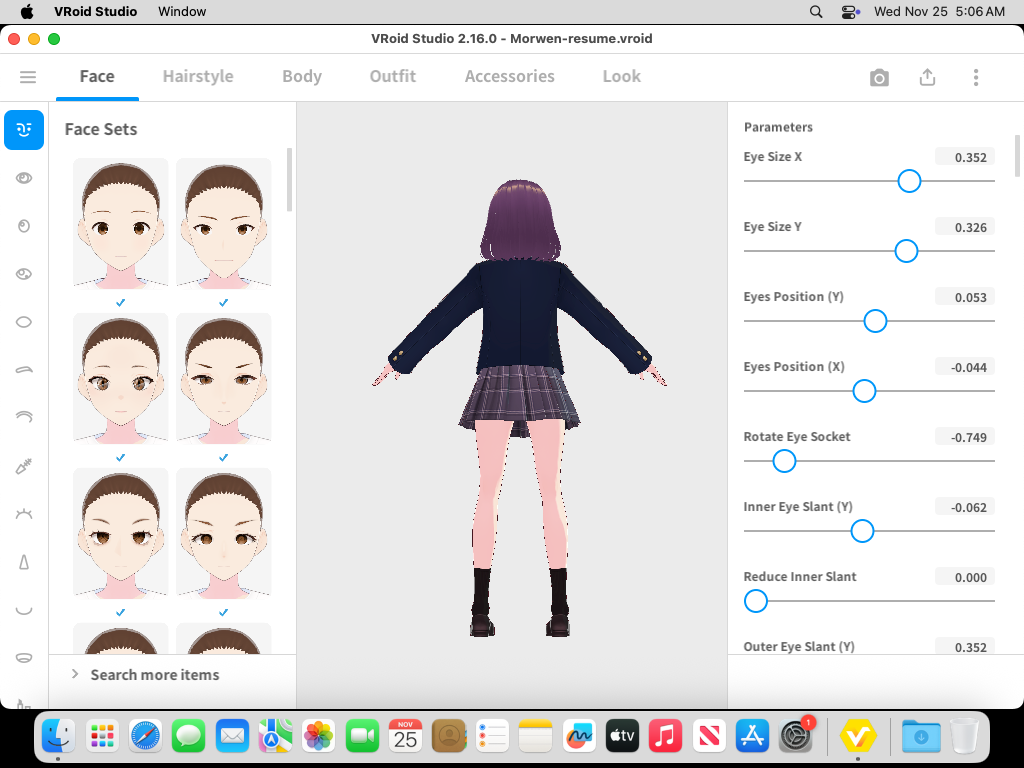 VRoid Studio Window Wed Nov 25 5:06 AM
VRoid Studio 2.16.0 - Morwen-resume.vroid
Face Hairstyle Body Outfit Accessories Look
Face Sets
Parameters
Eye Size X 0.352
Eye Size Y 0.326
Eyes Position (Y) 0.053
Eyes Position (X) -0.044
Rotate Eye Socket -0.749
Inner Eye Slant (Y) -0.062
Reduce Inner Slant 0.000
Outer Eye Slant (Y) 0.352
Search more items
NOV
25
tv
1